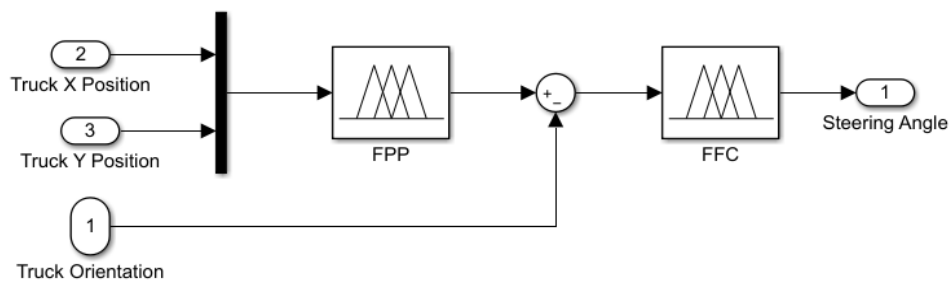 2
Truck X Position
3
Truck Y Position
1
Truck Orientation
FPP
+
−
FFC
1
Steering Angle